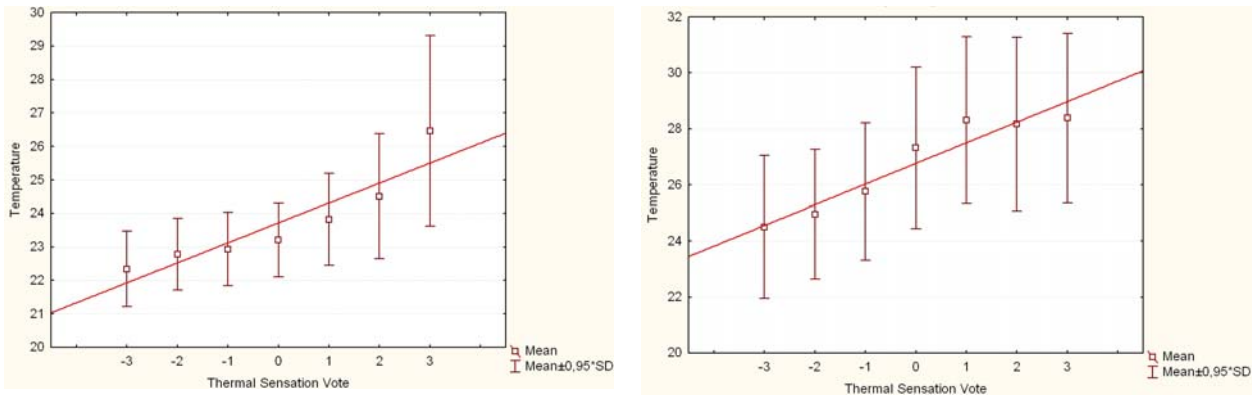 30
29
28
27
26
25
24
23
22
21
20
Temperature
-3 -2 -1 0 1 2 3
Thermal Sensation Vote
Mean
Mean±0,95*SD
32
30
28
26
24
22
20
Temperature
-3 -2 -1 0 1 2 3
Thermal Sensation Vote
Mean
Mean±0,95*SD